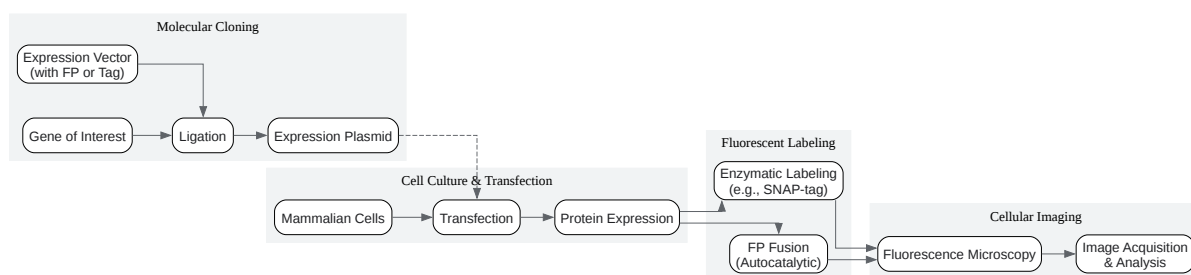 Molecular Cloning
Expression Vector
(with FP or Tag)
Gene of Interest
Ligation
Expression Plasmid
Cell Culture & Transfection
Mammalian Cells
Transfection
Protein Expression
Fluorescent Labeling
Enzymatic Labeling
(e.g., SNAP-tag)
FP Fusion
(Autocatalytic)
Cellular Imaging
Fluorescence Microscopy
Image Acquisition
& Analysis